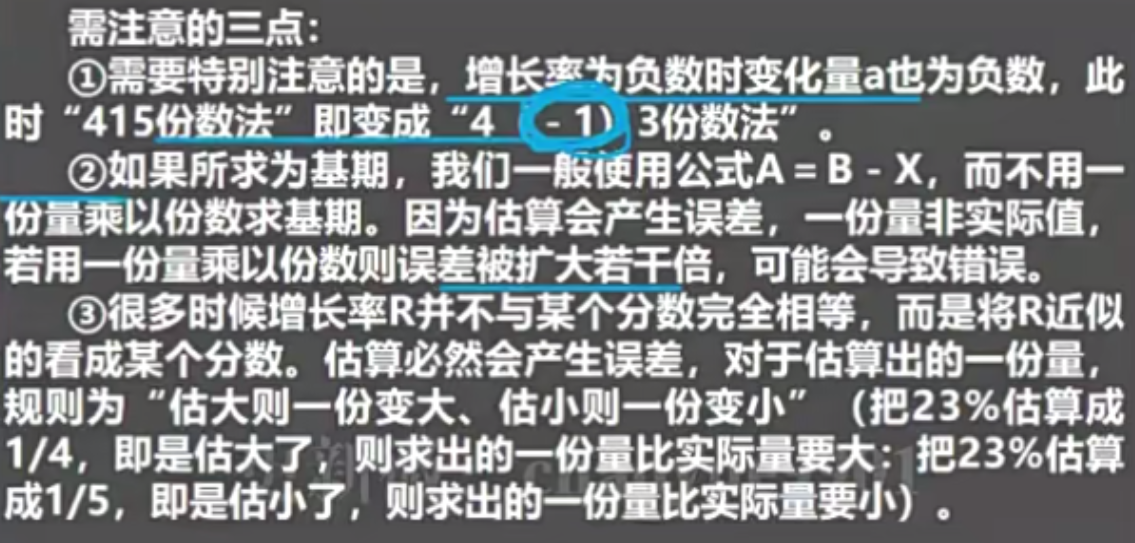 需注意的三点：
①需要特别注意的是，增长率为负数时变化量a也为负数，此
时“415份数法”即变成“4（-1）3份数法”。
②如果所求为基期，我们一般使用公式A＝B－X，而不用一
份量乘以份数求基期。因为估算会产生误差，一份量非实际值，
若用一份量乘以份数则误差被扩大若干倍，可能会导致错误。
③很多时候增长率R并不与某个分数完全相等，而是将R近似
的看成某个分数。估算必然会产生误差，对于估算出的一份量，
规则为“估大则一份变大、估小则一份变小”（把23%估算成
1/4，即是估大了，则求出的一份量比实际量要大：把23%估算
成1/5，即是估小了，则求出的一份量比实际量要小）。